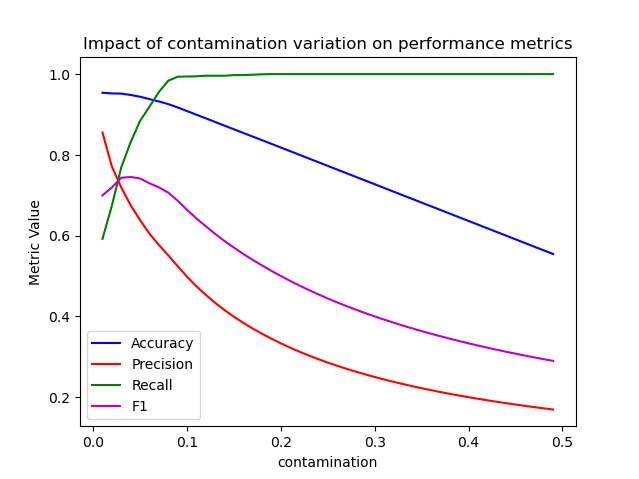 Impact of contamination variation on performance metrics
1.0
0.8
0.6
0.4
0.2
Metric Value
Accuracy
Precision
Recall
F1
0.0 0.1 0.2 0.3 0.4 0.5
contamination